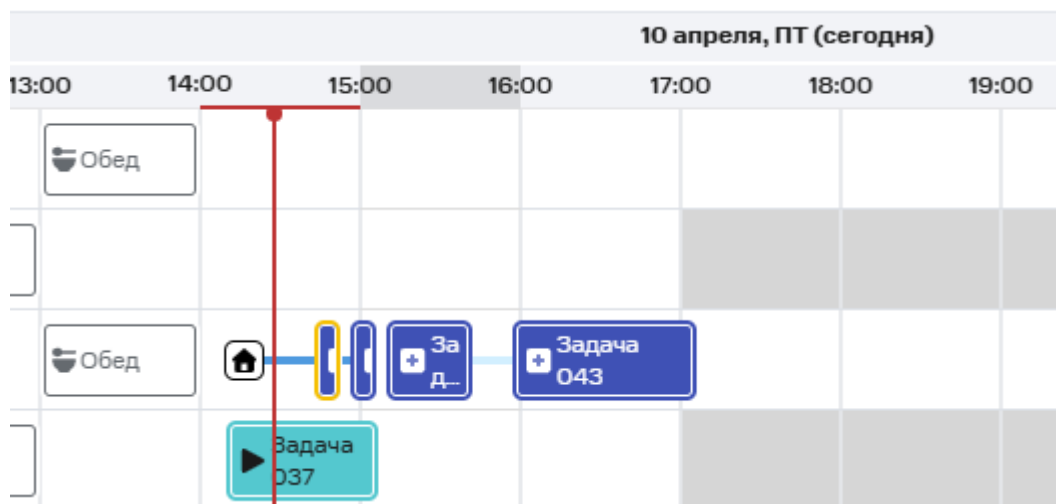 10 апреля, ПТ (сегодня)
13:00 14:00 15:00 16:00 17:00 18:00 19:00
Обед
Обед
За
д...
Задача
043
Задача
037